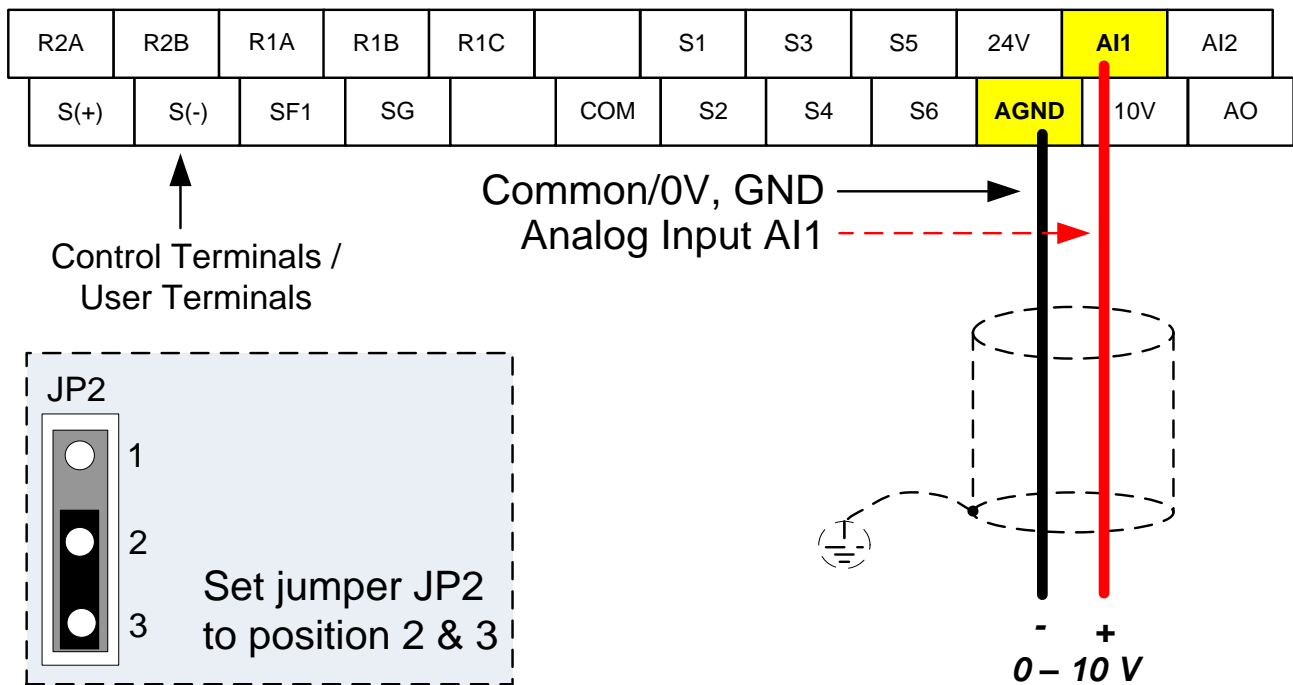 R2A R2B R1A R1B R1C S1 S3 S5 24V AI1 AI2
S(+) S(-) SF1 SG COM S2 S4 S6 AGND 10V AO
Common/0V, GND
Analog Input AI1
Control Terminals /
User Terminals
JP2
1
2
3
Set jumper JP2
to position 2 & 3
- +
0 – 10 V